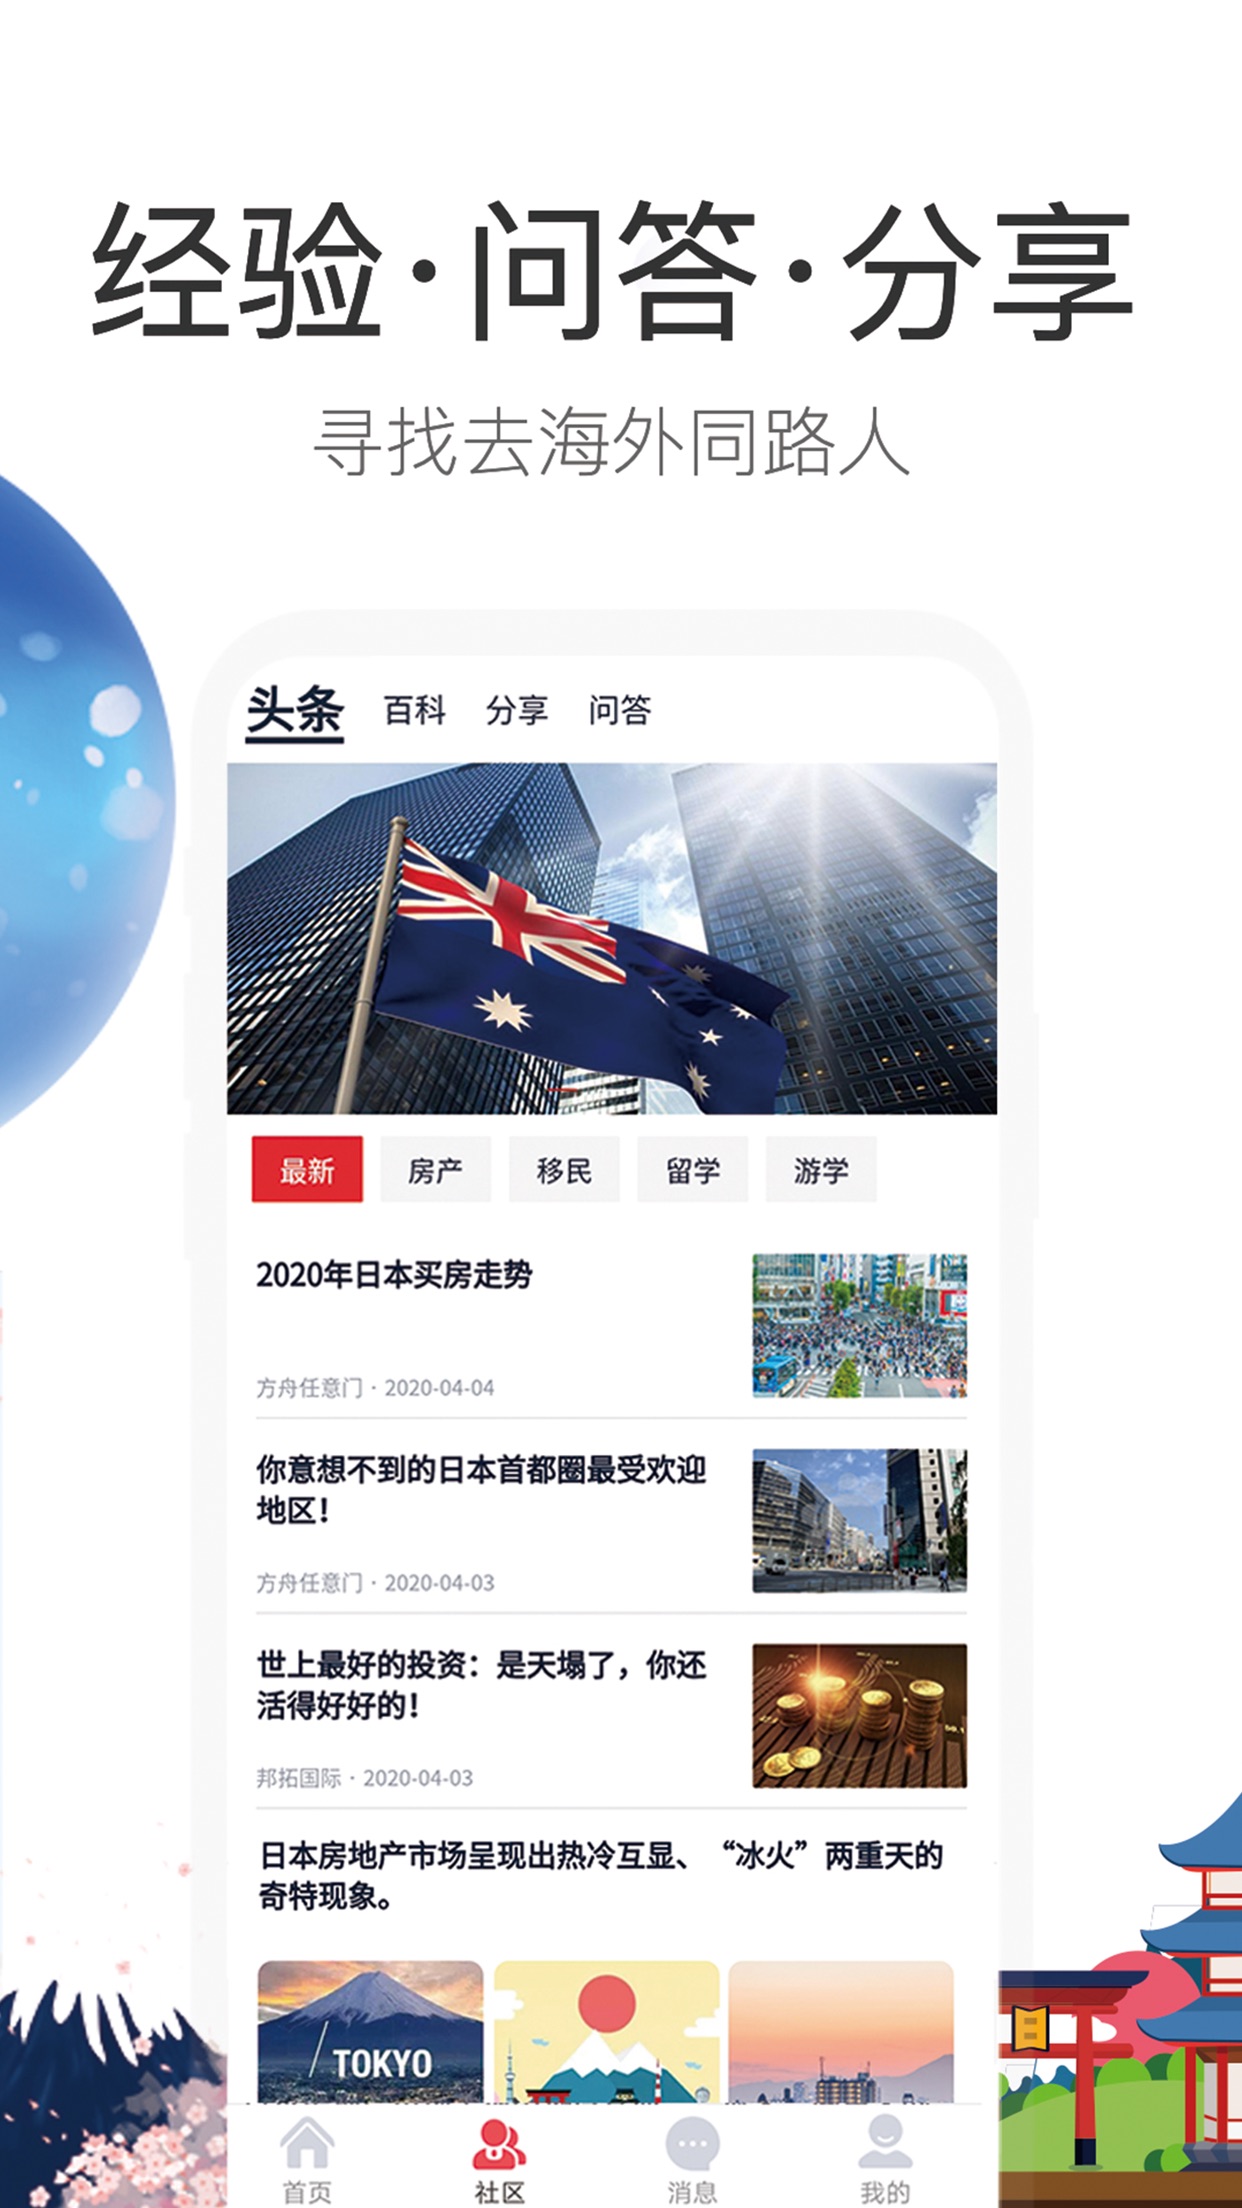 经验·问答·分享
寻找去海外同路人
头条 百科 分享 问答
最新 房产 移民 留学 游学
2020年日本买房走势
方舟任意门 · 2020-04-04
你意想不到的日本首都圈最受欢迎
地区！
方舟任意门 · 2020-04-03
世上最好的投资：是天塌了，你还
活得好好的！
邦拓国际 · 2020-04-03
日本房地产市场呈现出热冷互显、“冰火”两重天的
奇特现象。
TOKYO
首页 社区 消息 我的